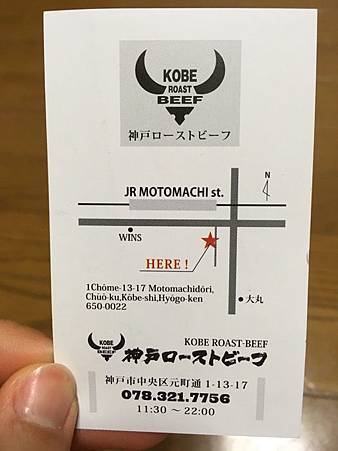 KOBE
ROAST
BEEF
神戸ローストビーフ
N
JR MOTOMACHI st.
WINS
HERE !
大丸
1Chōme-13-17 Motomachidōri,
Chūō-ku,Kōbe-shi,Hyōgo-ken
650-0022
KOBE ROAST-BEEF
KOBE
ROAST
BEEF
神戸ローストビーフ
神戸市中央区元町通 1-13-17
078.321.7756
11:30 〜 22:00